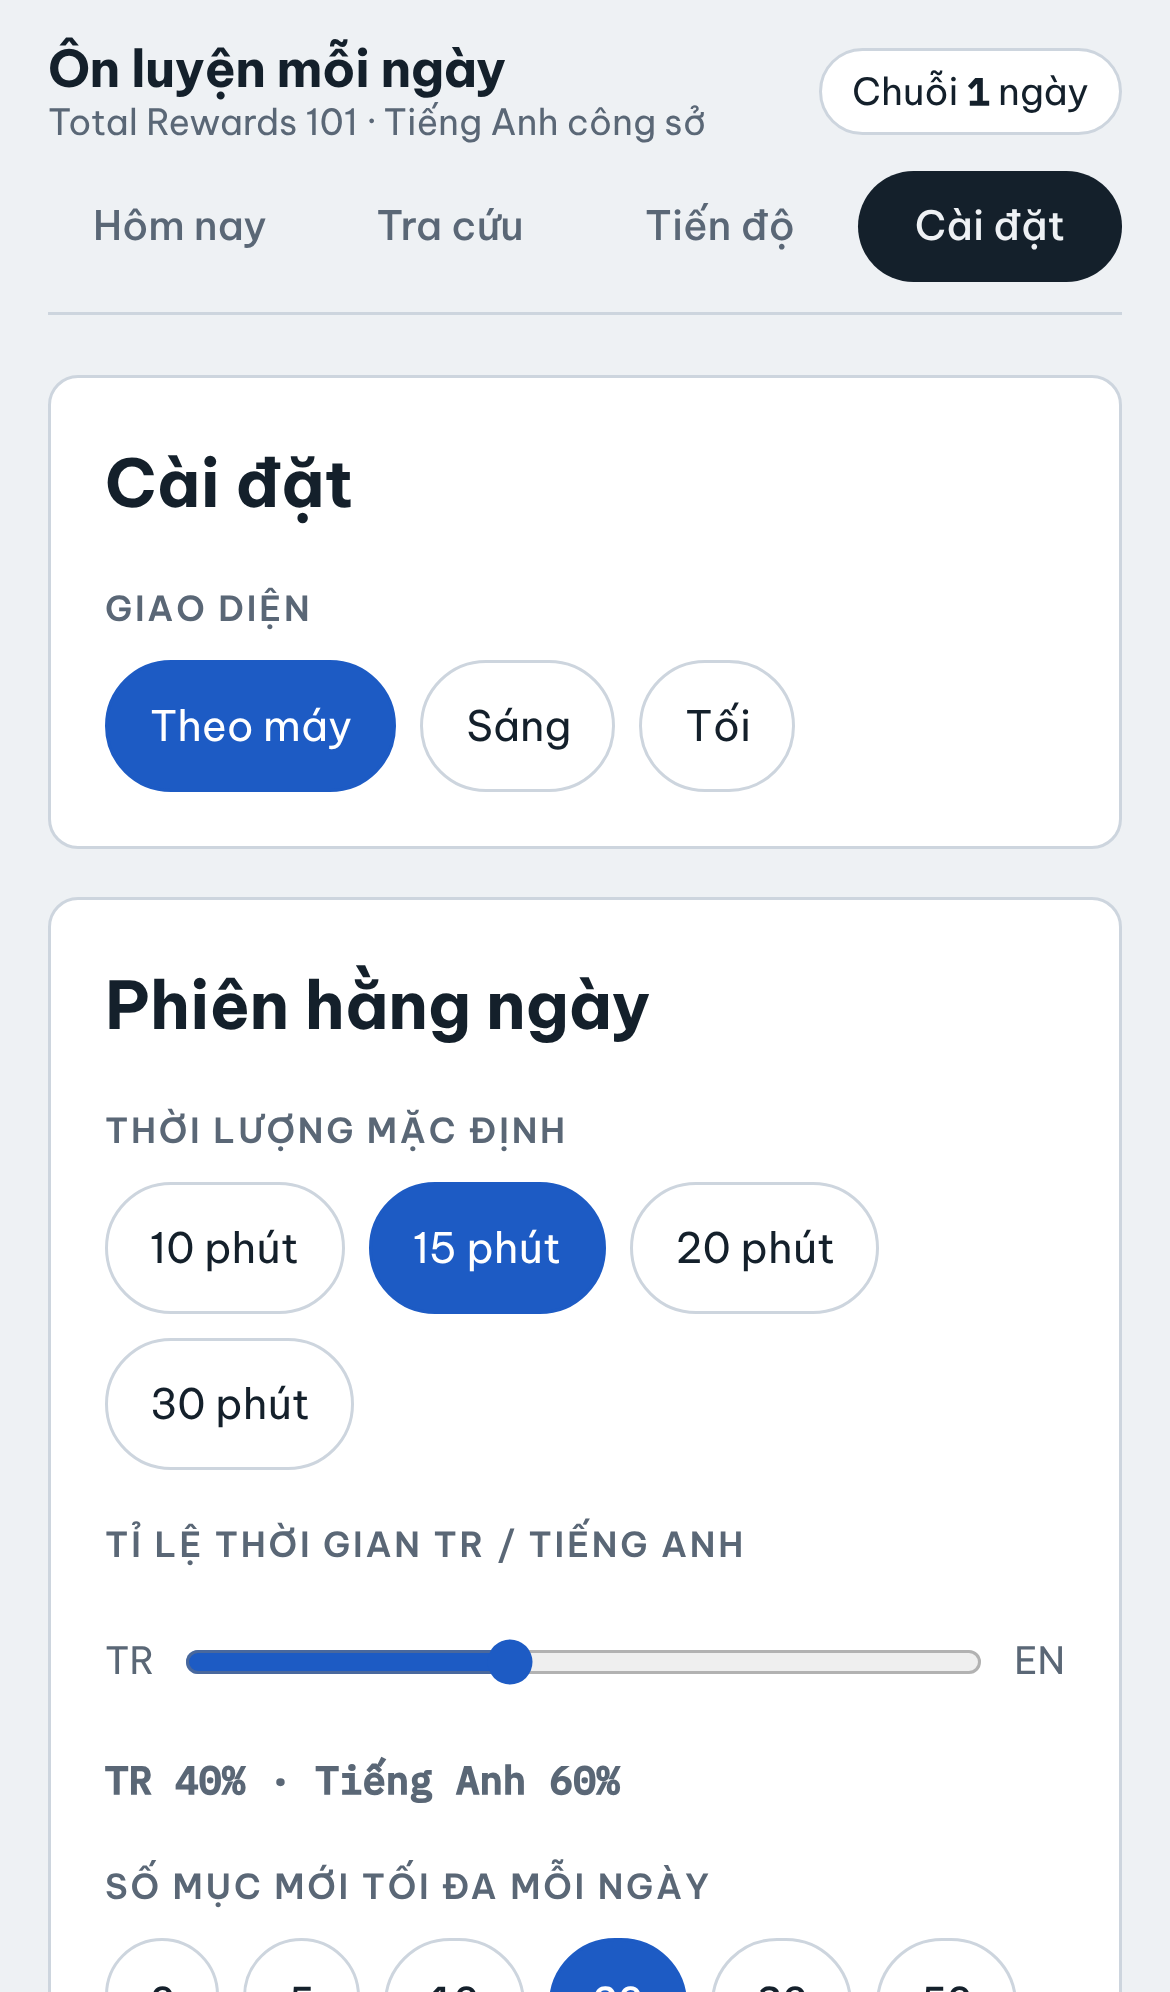 Ôn luyện mỗi ngày
Total Rewards 101 · Tiếng Anh công sở
Chuỗi 1 ngày
Hôm nay
Tra cứu
Tiến độ
Cài đặt
Cài đặt
GIAO DIỆN
Theo máy
Sáng
Tối
Phiên hằng ngày
THỜI LƯỢNG MẶC ĐỊNH
10 phút
15 phút
20 phút
30 phút
TỈ LỆ THỜI GIAN TR / TIẾNG ANH
TR
EN
TR 40% · Tiếng Anh 60%
SỐ MỤC MỚI TỐI ĐA MỖI NGÀY